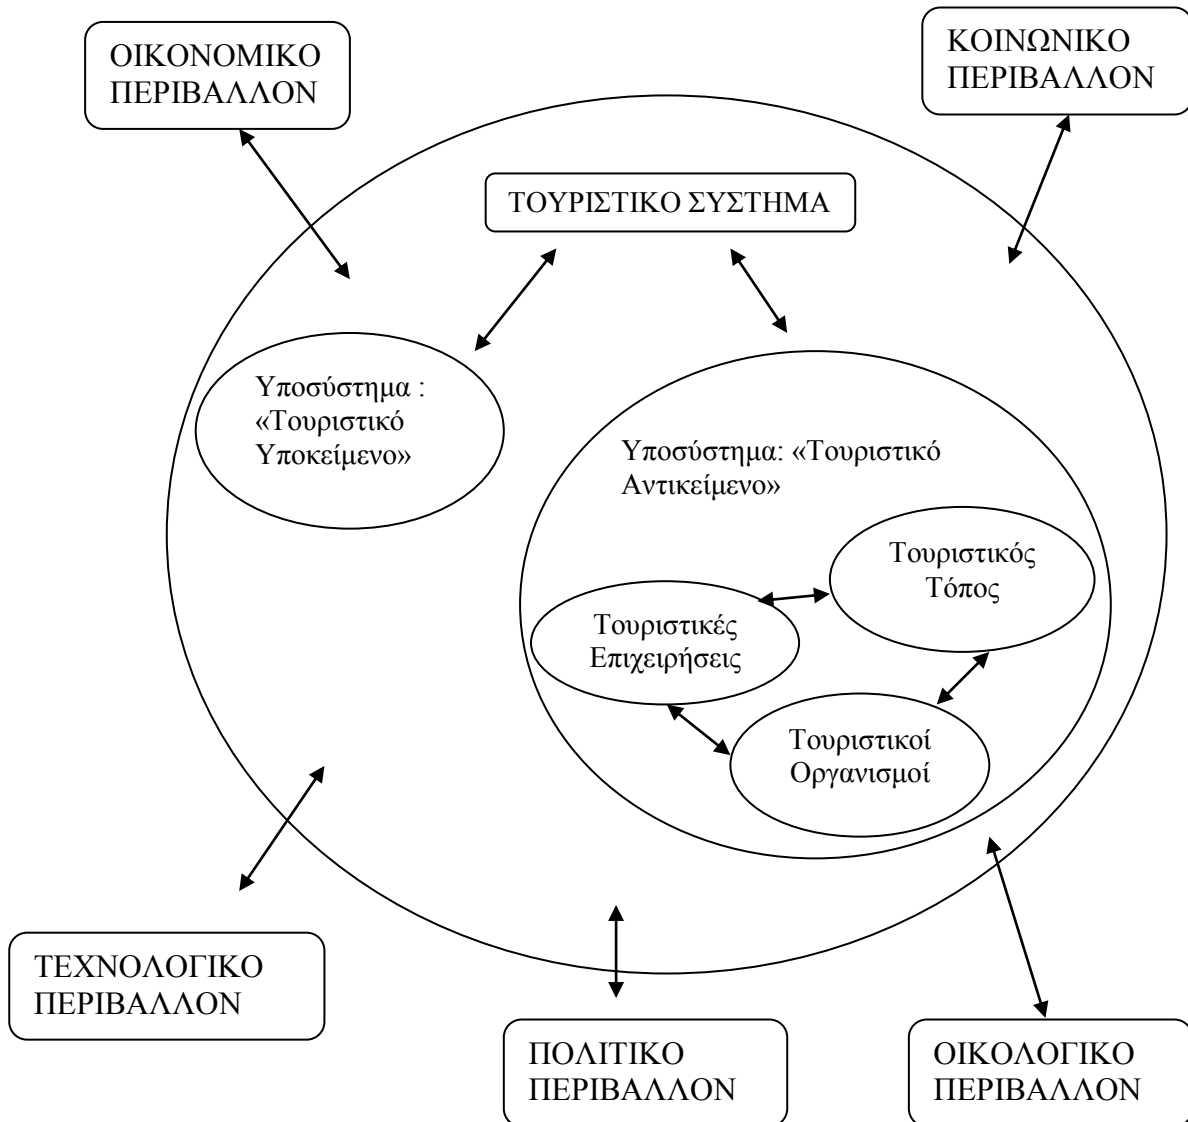 ΟΙΚΟΝΟΜΙΚΟ
ΠΕΡΙΒΑΛΛΟΝ
ΚΟΙΝΩΝΙΚΟ
ΠΕΡΙΒΑΛΛΟΝ
ΤΟΥΡΙΣΤΙΚΟ ΣΥΣΤΗΜΑ
Υποσύστημα :
«Τουριστικό
Υποκείμενο»
Υποσύστημα: «Τουριστικό
Αντικείμενο»
Τουριστικός
Τόπος
Τουριστικές
Επιχειρήσεις
Τουριστικοί
Οργανισμοί
ΤΕΧΝΟΛΟΓΙΚΟ
ΠΕΡΙΒΑΛΛΟΝ
ΠΟΛΙΤΙΚΟ
ΠΕΡΙΒΑΛΛΟΝ
ΟΙΚΟΛΟΓΙΚΟ
ΠΕΡΙΒΑΛΛΟΝ